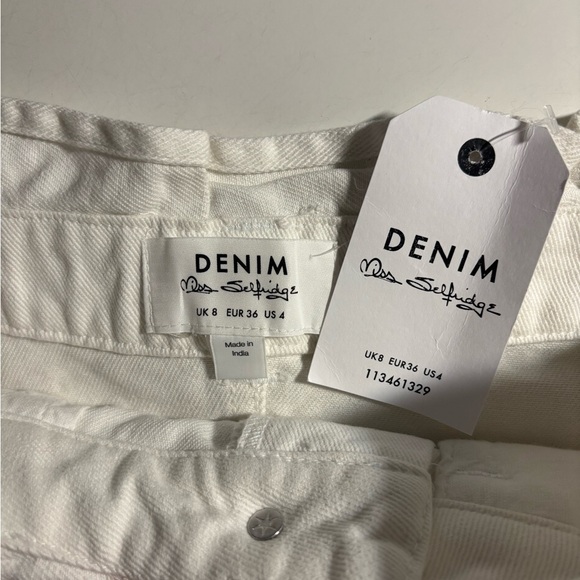 DENIM
Miss Selfridge
UK 8 EUR 36 US 4
Made in
India
DENIM
Miss Selfridge
UK8 EUR36 US4
113461329